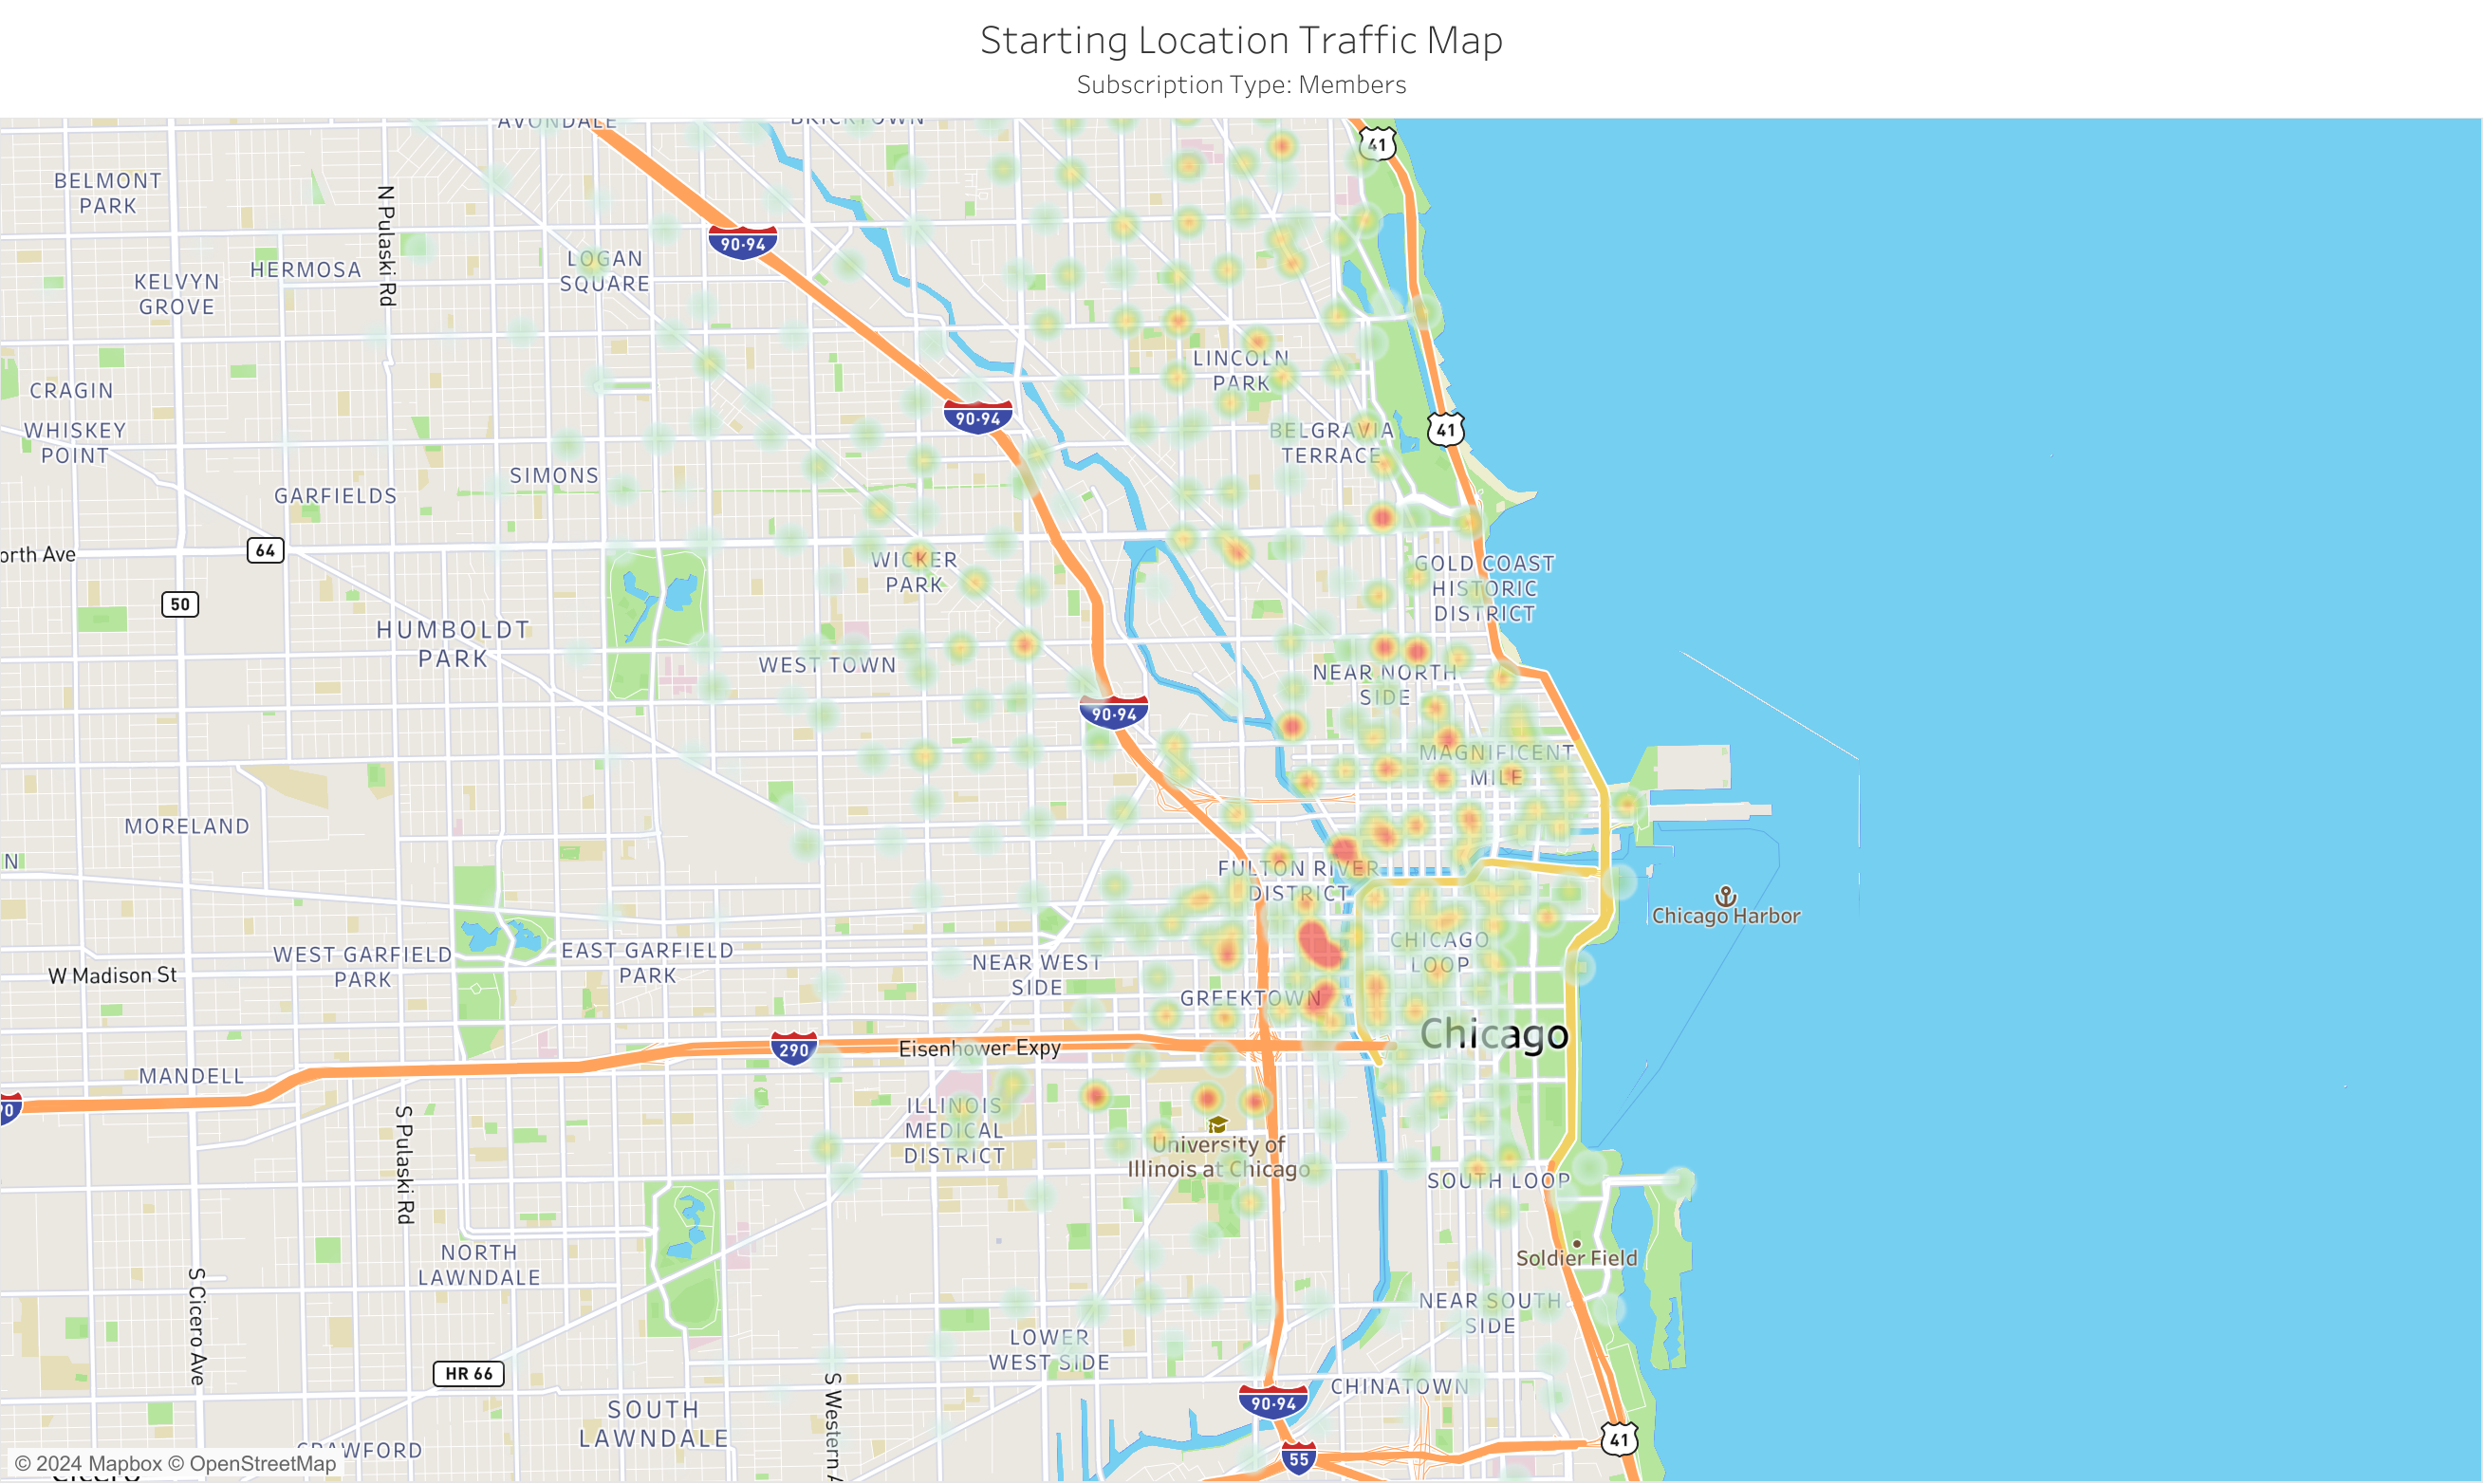 Starting Location Traffic Map
Subscription Type: Members
AVONDALE
BRICKTOWN
41
BELMONT
PARK
N Pulaski Rd
90-94
LOGAN
SQUARE
HERMOSA
KELVYN
GROVE
LINCOLN
PARK
CRAGIN
90-94
41
WHISKEY
POINT
BELGRAVIA
TERRACE
SIMONS
GARFIELDS
orth Ave
64
WICKER
PARK
GOLD COAST
HISTORIC
DISTRICT
50
HUMBOLDT
PARK
WEST TOWN
NEAR NORTH
SIDE
90-94
MAGNIFICENT
MILE
MORELAND
N
FULTON RIVER
DISTRICT
Chicago Harbor
WEST GARFIELD
PARK
EAST GARFIELD
PARK
CHICAGO
LOOP
W Madison St
NEAR WEST
SIDE
GREEKTOWN
Chicago
290
Eisenhower Expy
MANDELL
90
S Pulaski Rd
ILLINOIS
MEDICAL
DISTRICT
University of
Illinois at Chicago
SOUTH LOOP
NORTH
LAWNDALE
Soldier Field
S Cicero Ave
NEAR SOUTH
SIDE
LOWER
WEST SIDE
HR 66
S Western A
CHINATOWN
90-94
SOUTH
LAWNDALE
41
CRAWFORD
55
© 2024 Mapbox © OpenStreetMap
Cicero